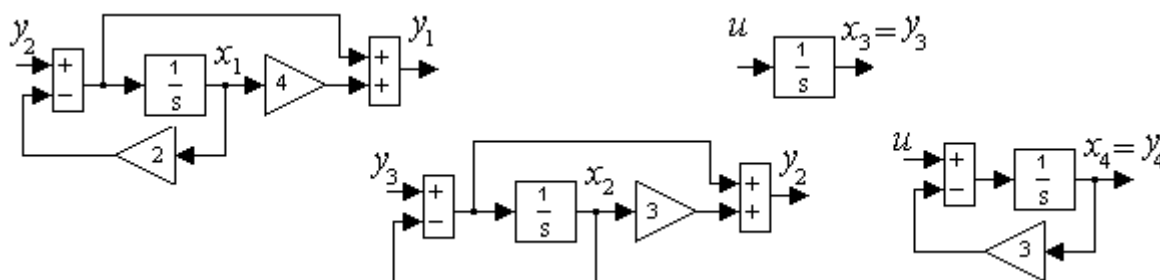 y₂ + − 1/s x₁ 4 + + y₁
2
u 1/s x₃ = y₃
y₃ + − 1/s x₂ 3 + + y₂
u + − 1/s x₄ = y₄
3